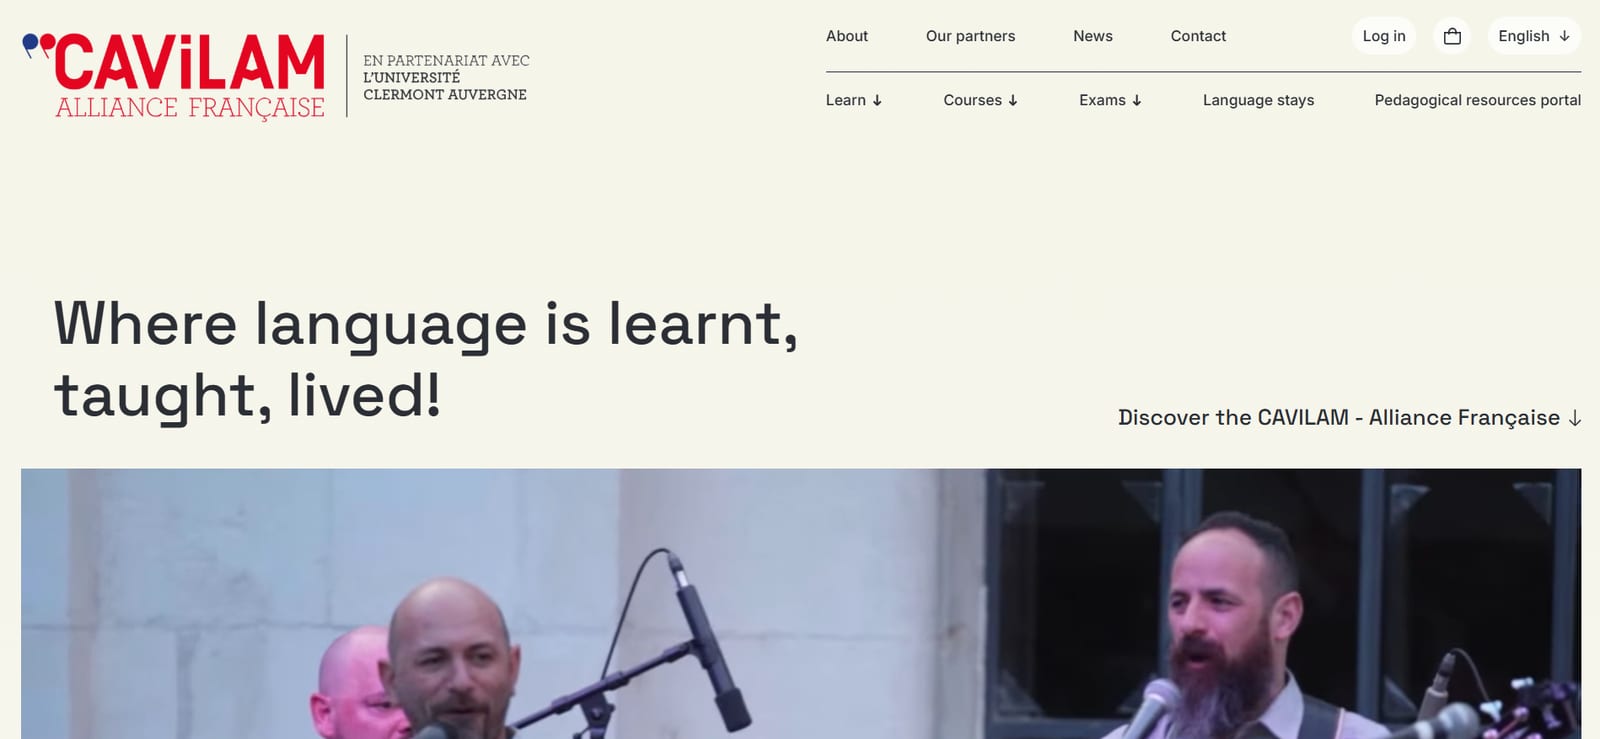 CAViLAM
ALLIANCE FRANÇAISE
EN PARTENARIAT AVEC
L'UNIVERSITÉ
CLERMONT AUVERGNE
About Our partners News Contact Log in English ↓
Learn ↓ Courses ↓ Exams ↓ Language stays Pedagogical resources portal
Where language is learnt,
taught, lived!
Discover the CAVILAM - Alliance Française ↓